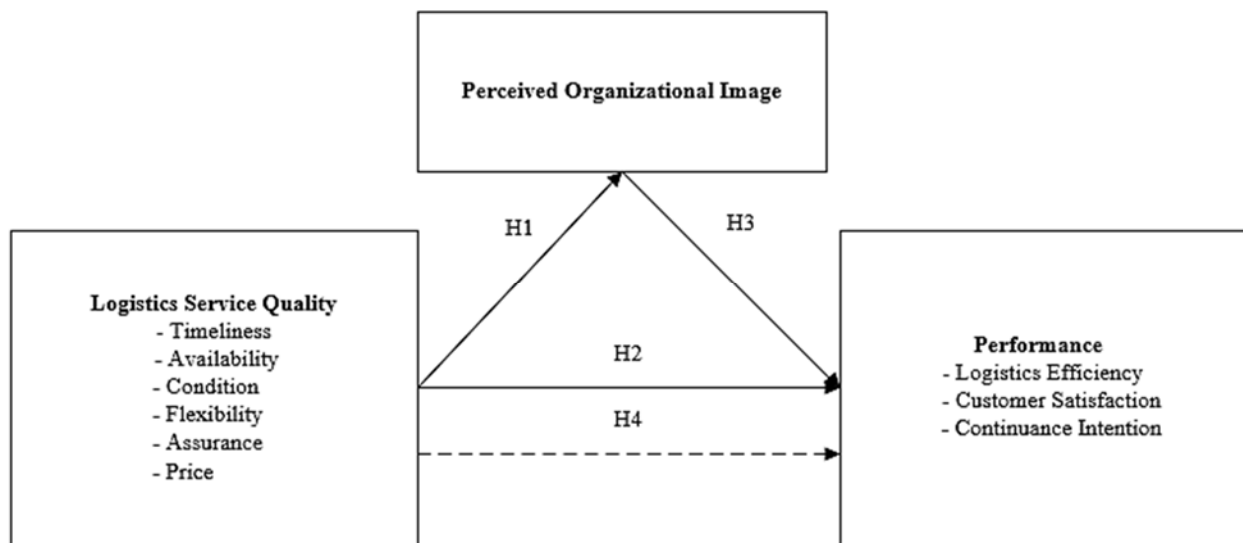 Perceived Organizational Image
H1
H3
Logistics Service Quality
- Timeliness
- Availability
- Condition
- Flexibility
- Assurance
- Price
H2
H4
Performance
- Logistics Efficiency
- Customer Satisfaction
- Continuance Intention